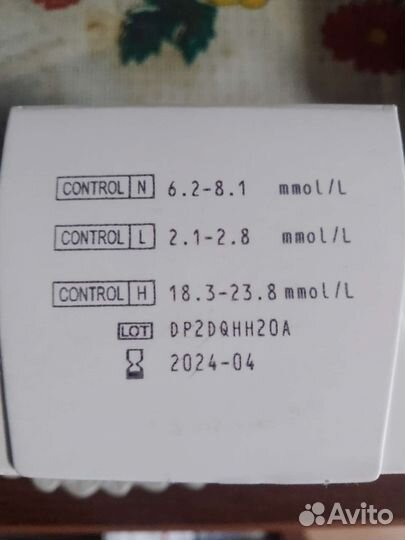 CONTROL N 6.2-8.1 mmol/L
CONTROL L 2.1-2.8 mmol/L
CONTROL H 18.3-23.8 mmol/L
LOT DP2DQHH20A
2024-04
Avito